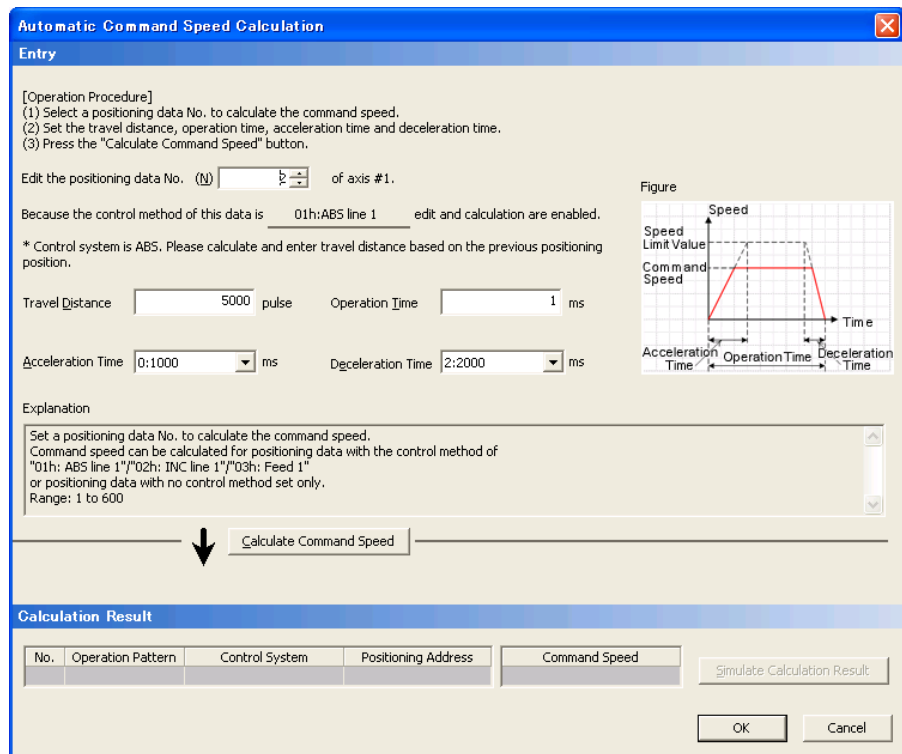 Automatic Command Speed Calculation
Entry
[Operation Procedure]
(1) Select a positioning data No. to calculate the command speed.
(2) Set the travel distance, operation time, acceleration time and deceleration time.
(3) Press the "Calculate Command Speed" button.
Edit the positioning data No. (N) of axis #1.
Because the control method of this data is 01h:ABS line 1 edit and calculation are enabled.
* Control system is ABS. Please calculate and enter travel distance based on the previous positioning
position.
Travel Distance 5000 pulse Operation Time 1 ms
Acceleration Time 0:1000 ms Deceleration Time 2:2000 ms
Figure
Speed
Speed
Limit Value
Command
Speed
Time
Acceleration
Time
Operation Time
Deceleration
Time
Explanation
Set a positioning data No. to calculate the command speed.
Command speed can be calculated for positioning data with the control method of
"01h: ABS line 1"/"02h: INC line 1"/"03h: Feed 1"
or positioning data with no control method set only.
Range: 1 to 600
Calculate Command Speed
Calculation Result
No. Operation Pattern Control System Positioning Address Command Speed
Simulate Calculation Result
OK Cancel